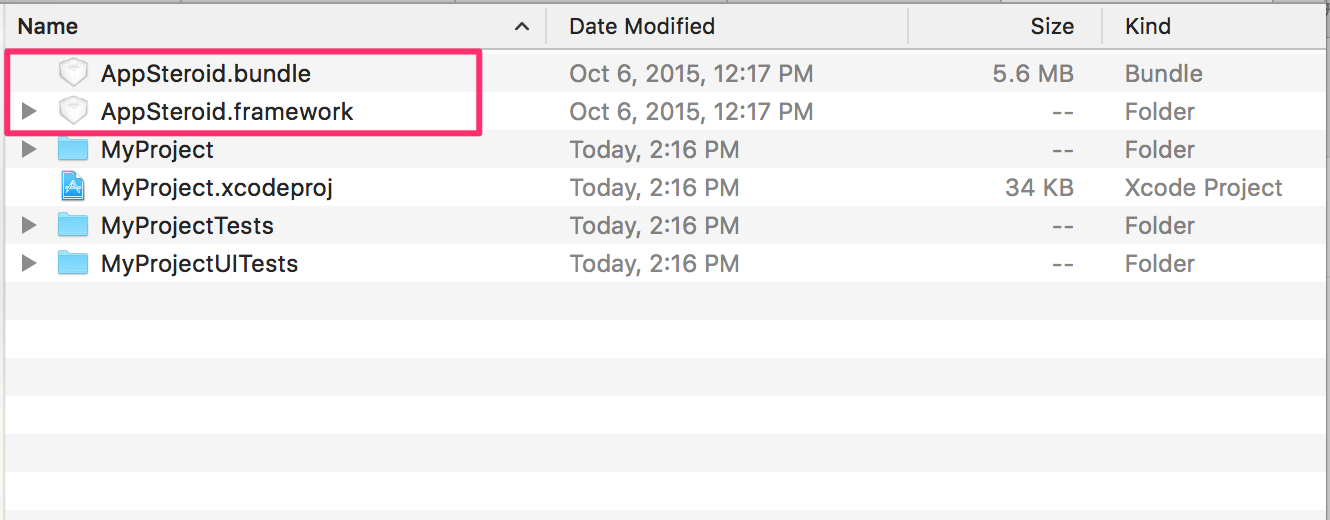 Name Date Modified Size Kind
AppSteroid.bundle Oct 6, 2015, 12:17 PM 5.6 MB Bundle
AppSteroid.framework Oct 6, 2015, 12:17 PM -- Folder
MyProject Today, 2:16 PM -- Folder
MyProject.xcodeproj Today, 2:16 PM 34 KB Xcode Project
MyProjectTests Today, 2:16 PM -- Folder
MyProjectUITests Today, 2:16 PM -- Folder